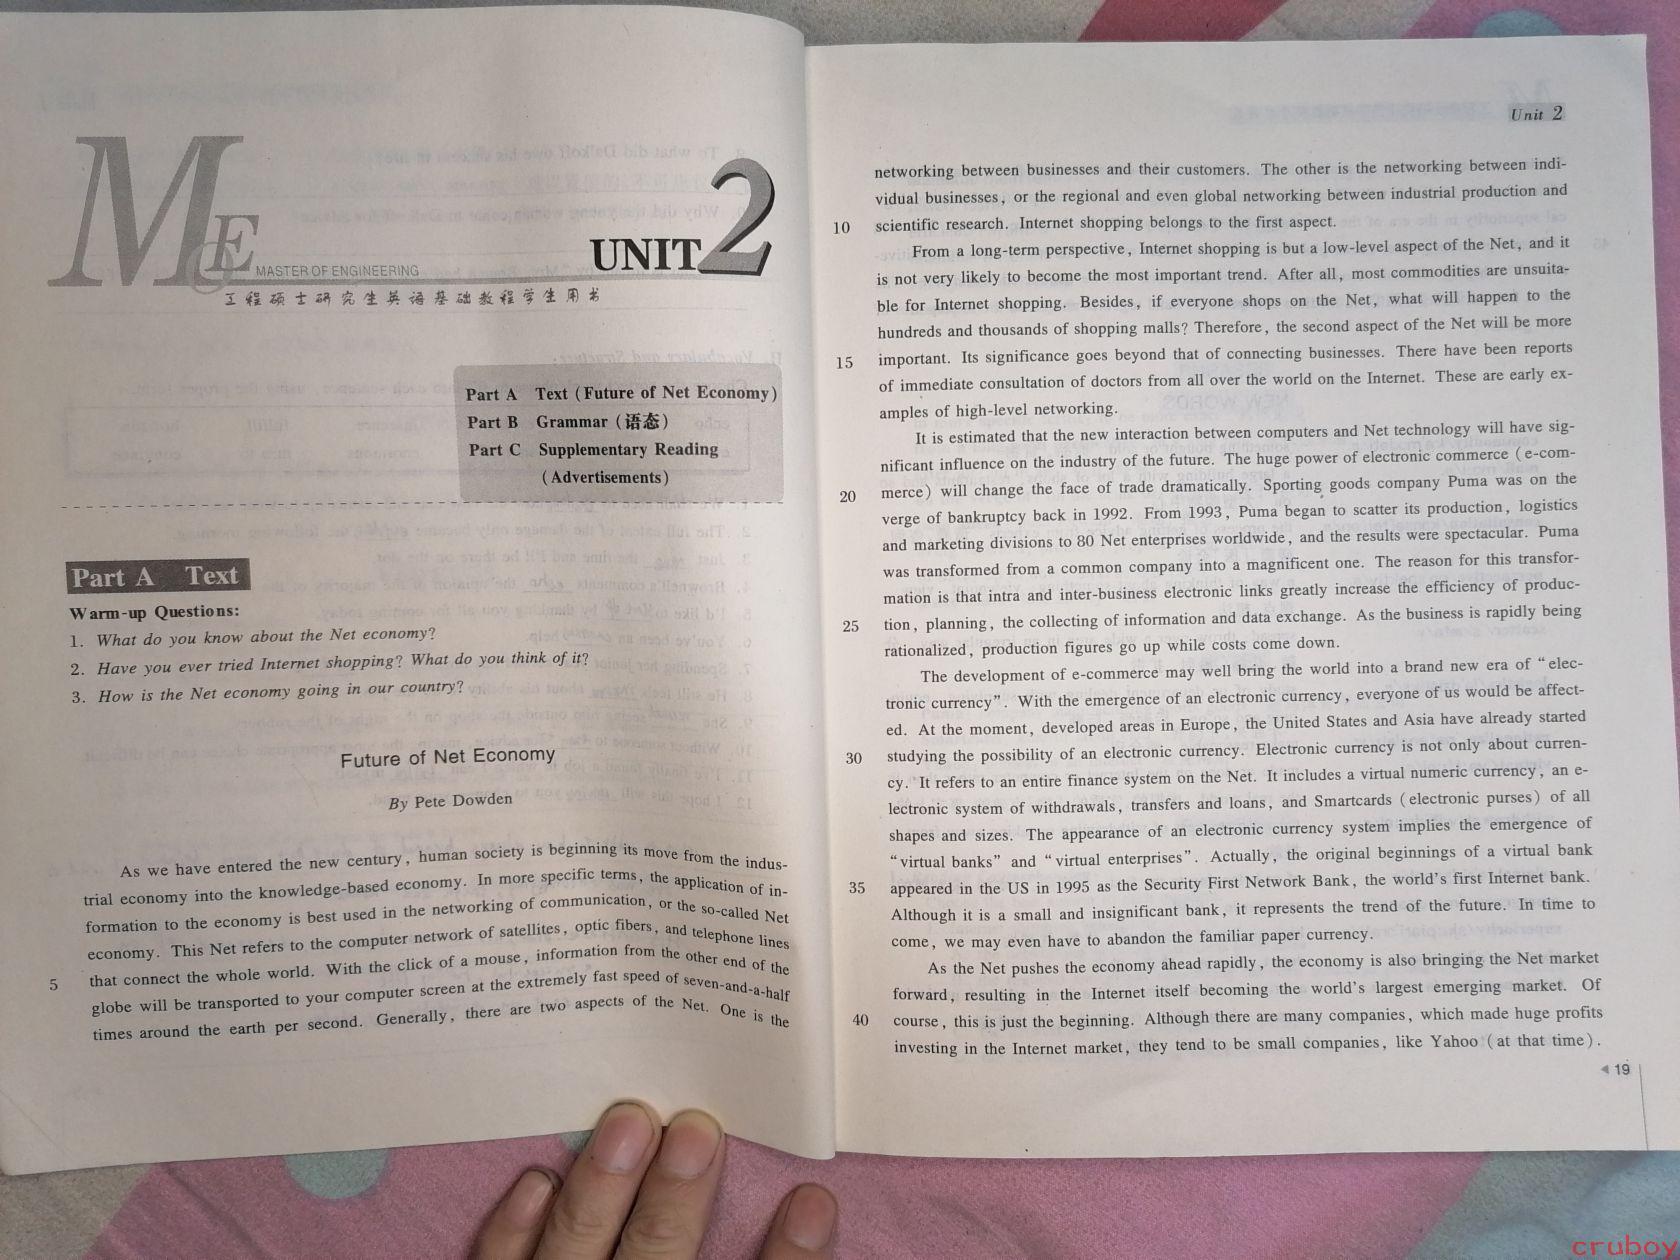 ME
MASTER OF ENGINEERING
UNIT 2
工程硕士研究生英语基础教程学生用书
Part A Text (Future of Net Economy)
Part B Grammar (语态)
Part C Supplementary Reading
(Advertisements)
Part A Text
Warm-up Questions:
1. What do you know about the Net economy?
2. Have you ever tried Internet shopping? What do you think of it?
3. How is the Net economy going in our country?
Future of Net Economy
By Pete Dowden
As we have entered the new century, human society is beginning its move from the indus-
trial economy into the knowledge-based economy. In more specific terms, the application of in-
formation to the economy is best used in the networking of communication, or the so-called Net
economy. This Net refers to the computer network of satellites, optic fibers, and telephone lines
5 that connect the whole world. With the click of a mouse, information from the other end of the
globe will be transported to your computer screen at the extremely fast speed of seven-and-a-half
times around the earth per second. Generally, there are two aspects of the Net. One is the
Unit 2
networking between businesses and their customers. The other is the networking between indi-
vidual businesses, or the regional and even global networking between industrial production and
10 scientific research. Internet shopping belongs to the first aspect.
From a long-term perspective, Internet shopping is but a low-level aspect of the Net, and it
is not very likely to become the most important trend. After all, most commodities are unsuita-
ble for Internet shopping. Besides, if everyone shops on the Net, what will happen to the
hundreds and thousands of shopping malls? Therefore, the second aspect of the Net will be more
15 important. Its significance goes beyond that of connecting businesses. There have been reports
of immediate consultation of doctors from all over the world on the Internet. These are early ex-
amples of high-level networking.
It is estimated that the new interaction between computers and Net technology will have sig-
nificant influence on the industry of the future. The huge power of electronic commerce (e-com-
20 merce) will change the face of trade dramatically. Sporting goods company Puma was on the
verge of bankruptcy back in 1992. From 1993, Puma began to scatter its production, logistics
and marketing divisions to 80 Net enterprises worldwide, and the results were spectacular. Puma
was transformed from a common company into a magnificent one. The reason for this transfor-
mation is that intra and inter-business electronic links greatly increase the efficiency of produc-
25 tion, planning, the collecting of information and data exchange. As the business is rapidly being
rationalized, production figures go up while costs come down.
The development of e-commerce may well bring the world into a brand new era of "elec-
tronic currency". With the emergence of an electronic currency, everyone of us would be affect-
ed. At the moment, developed areas in Europe, the United States and Asia have already started
30 studying the possibility of an electronic currency. Electronic currency is not only about curren-
cy. It refers to an entire finance system on the Net. It includes a virtual numeric currency, an e-
lectronic system of withdrawals, transfers and loans, and Smartcards (electronic purses) of all
shapes and sizes. The appearance of an electronic currency system implies the emergence of
"virtual banks" and "virtual enterprises". Actually, the original beginnings of a virtual bank
35 appeared in the US in 1995 as the Security First Network Bank, the world's first Internet bank.
Although it is a small and insignificant bank, it represents the trend of the future. In time to
come, we may even have to abandon the familiar paper currency.
As the Net pushes the economy ahead rapidly, the economy is also bringing the Net market
forward, resulting in the Internet itself becoming the world's largest emerging market. Of
40 course, this is just the beginning. Although there are many companies, which made huge profits
investing in the Internet market, they tend to be small companies, like Yahoo (at that time).
19
cruboy